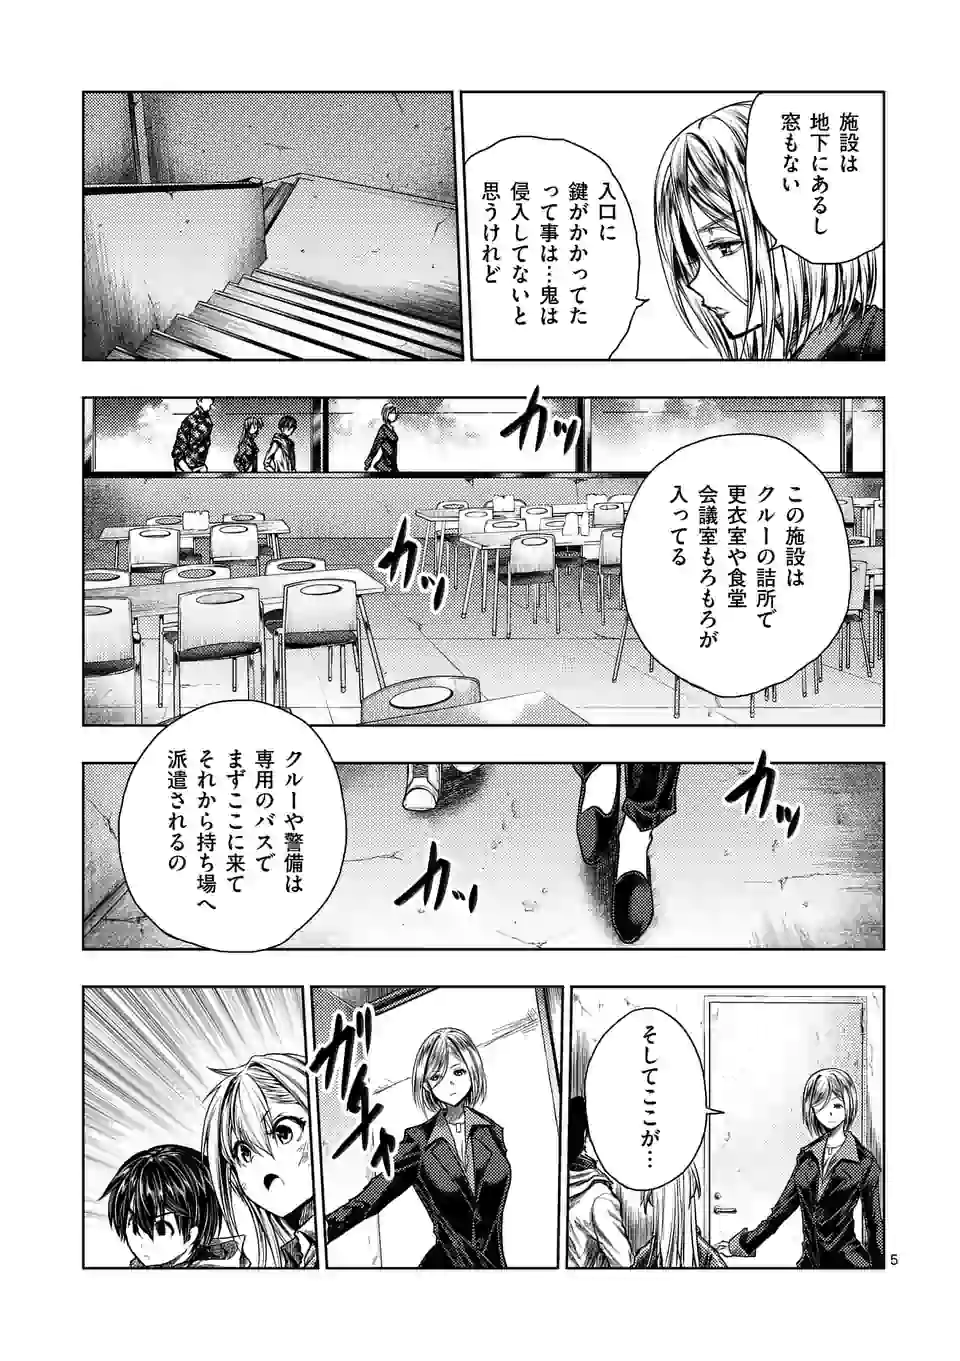 施設は
地下にあるし
窓もない
入口に
鍵がかかってた
って事は…鬼は
侵入してないと
思うけれど
カッ
この施設は
クルーの詰所で
更衣室や食堂
会議室もろもろが
入ってる
カッ
クルーや警備は
専用のバスで
まずここに来て
それから持ち場へ
派遣されるの
カッ
カッ
そしてここが…
ガチャ
5